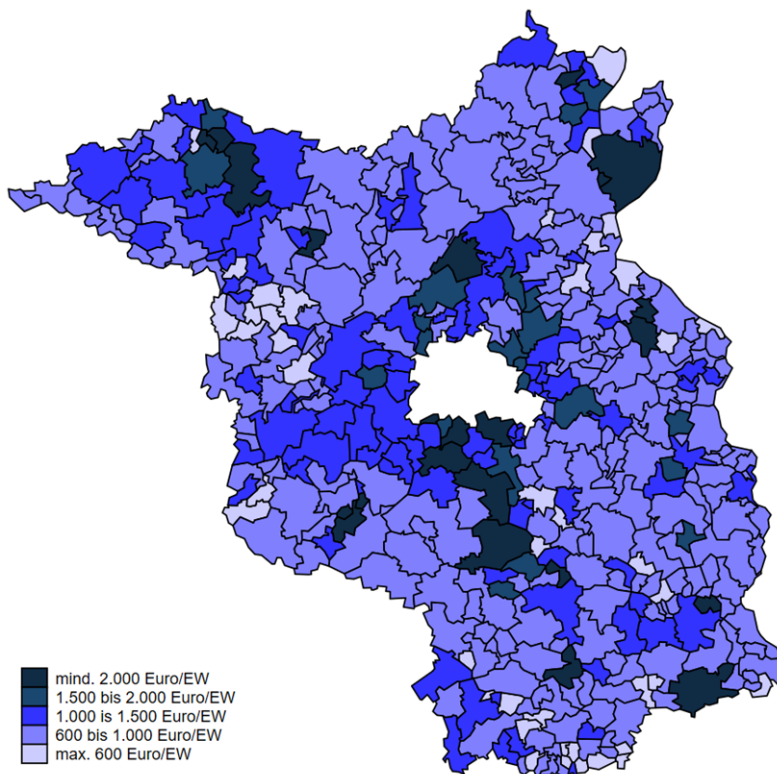 mind. 2.000 Euro/EW
1.500 bis 2.000 Euro/EW
1.000 is 1.500 Euro/EW
600 bis 1.000 Euro/EW
max. 600 Euro/EW